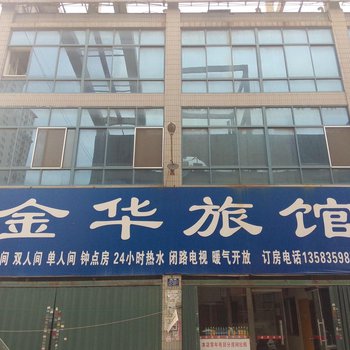 金华旅馆
间 双人间 单人间 钟点房 24小时热水 闭路电视 暖气开放 订房电话13583598